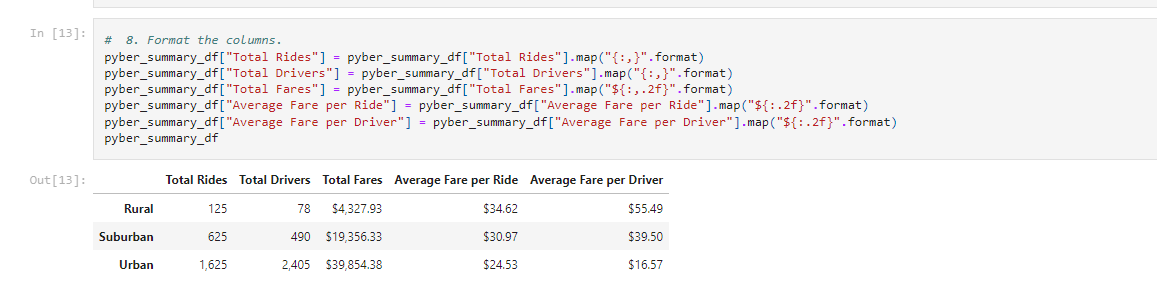 In [13]:
#  8. Format the columns.
pyber_summary_df["Total Rides"] = pyber_summary_df["Total Rides"].map("{:,}".format)
pyber_summary_df["Total Drivers"] = pyber_summary_df["Total Drivers"].map("{:,}".format)
pyber_summary_df["Total Fares"] = pyber_summary_df["Total Fares"].map("${:,.2f}".format)
pyber_summary_df["Average Fare per Ride"] = pyber_summary_df["Average Fare per Ride"].map("${:.2f}".format)
pyber_summary_df["Average Fare per Driver"] = pyber_summary_df["Average Fare per Driver"].map("${:.2f}".format)
pyber_summary_df
Out[13]:
Total Rides Total Drivers Total Fares Average Fare per Ride Average Fare per Driver
Rural 125 78 $4,327.93 $34.62 $55.49
Suburban 625 490 $19,356.33 $30.97 $39.50
Urban 1,625 2,405 $39,854.38 $24.53 $16.57